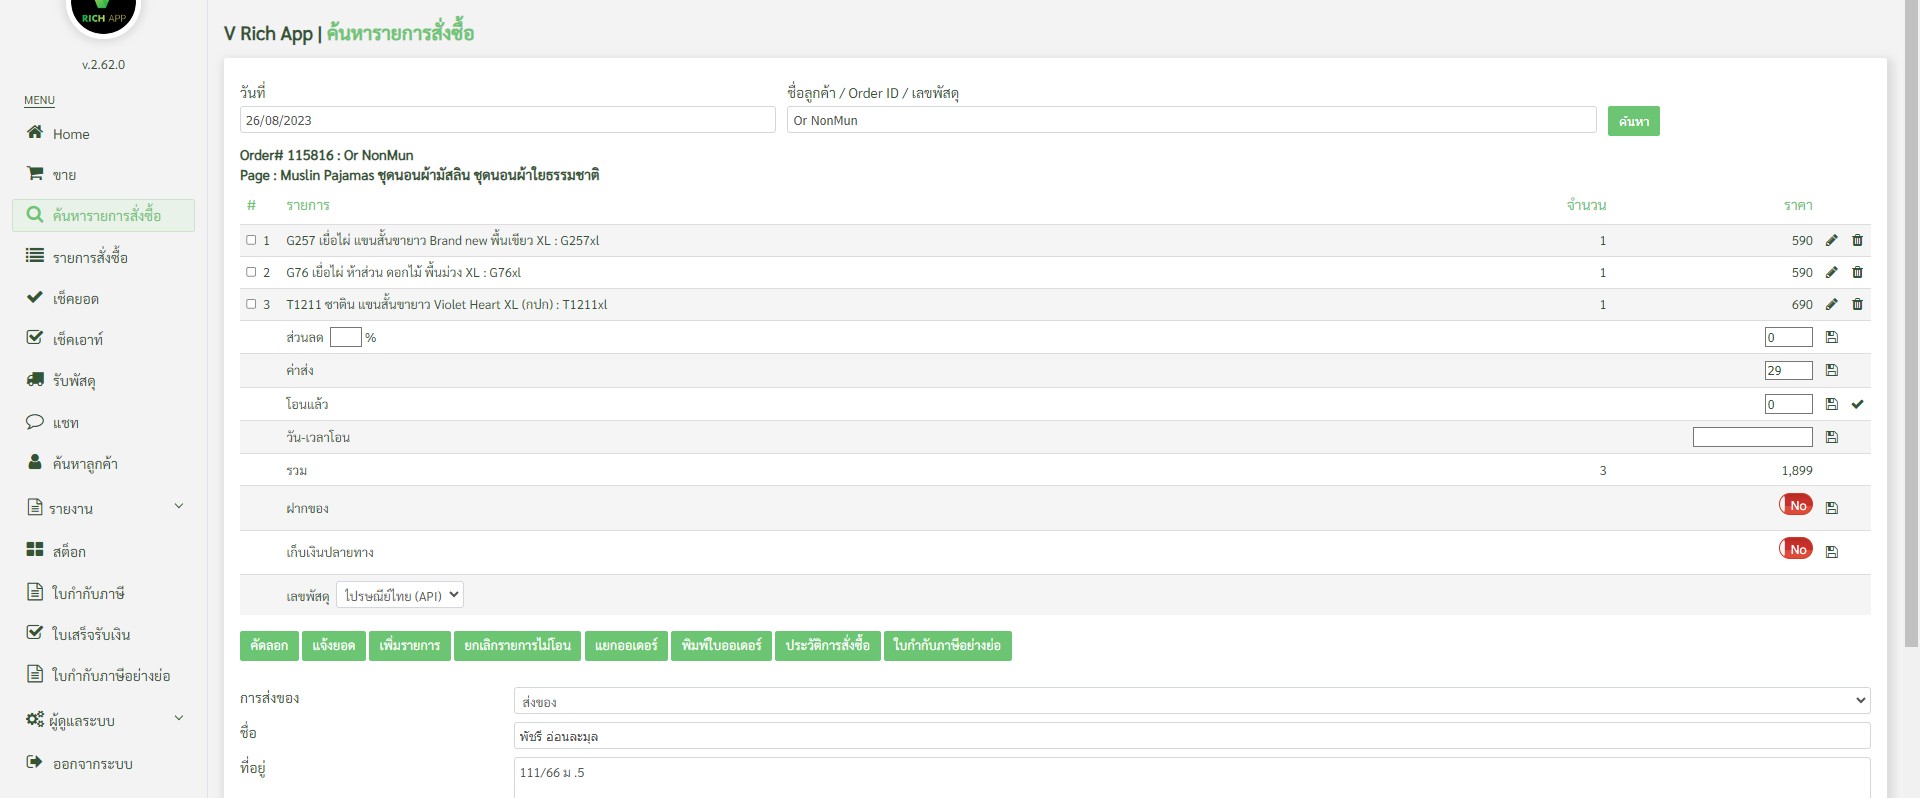 RICH APP
v.2.62.0
MENU
Home
ขาย
ค้นหารายการสั่งซื้อ
รายการสั่งซื้อ
เช็คยอด
เช็คเอาท์
รับพัสดุ
แชท
ค้นหาลูกค้า
รายงาน
สต็อก
ใบกำกับภาษี
ใบเสร็จรับเงิน
ใบกำกับภาษีอย่างย่อ
ผู้ดูแลระบบ
ออกจากระบบ
V Rich App | ค้นหารายการสั่งซื้อ
วันที่ ชื่อลูกค้า / Order ID / เลขพัสดุ
26/08/2023 Or NonMun ค้นหา
Order# 115816 : Or NonMun
Page : Muslin Pajamas ชุดนอนผ้ามัสลิน ชุดนอนผ้าใยธรรมชาติ
# รายการ จำนวน ราคา
1 G257 เยื่อไผ่ แขนสั้นขายาว Brand new พื้นเขียว XL : G257xl 1 590
2 G76 เยื่อไผ่ ห้าส่วน ดอกไม้ พื้นม่วง XL : G76xl 1 590
3 T1211 ซาติน แขนสั้นขายาว Violet Heart XL (กปก) : T1211xl 1 690
ส่วนลด % 0
ค่าส่ง 29
โอนแล้ว 0
วัน-เวลาโอน
รวม 3 1,899
ฝากของ No
เก็บเงินปลายทาง No
เลขพัสดุ ไปรษณีย์ไทย (API)
คัดลอก แจ้งยอด เพิ่มรายการ ยกเลิกรายการไม่โอน แยกออเดอร์ พิมพ์ใบออเดอร์ ประวัติการสั่งซื้อ ใบกำกับภาษีอย่างย่อ
การส่งของ ส่งของ
ชื่อ พัชรี อ่อนละมุล
ที่อยู่ 111/66 ม .5